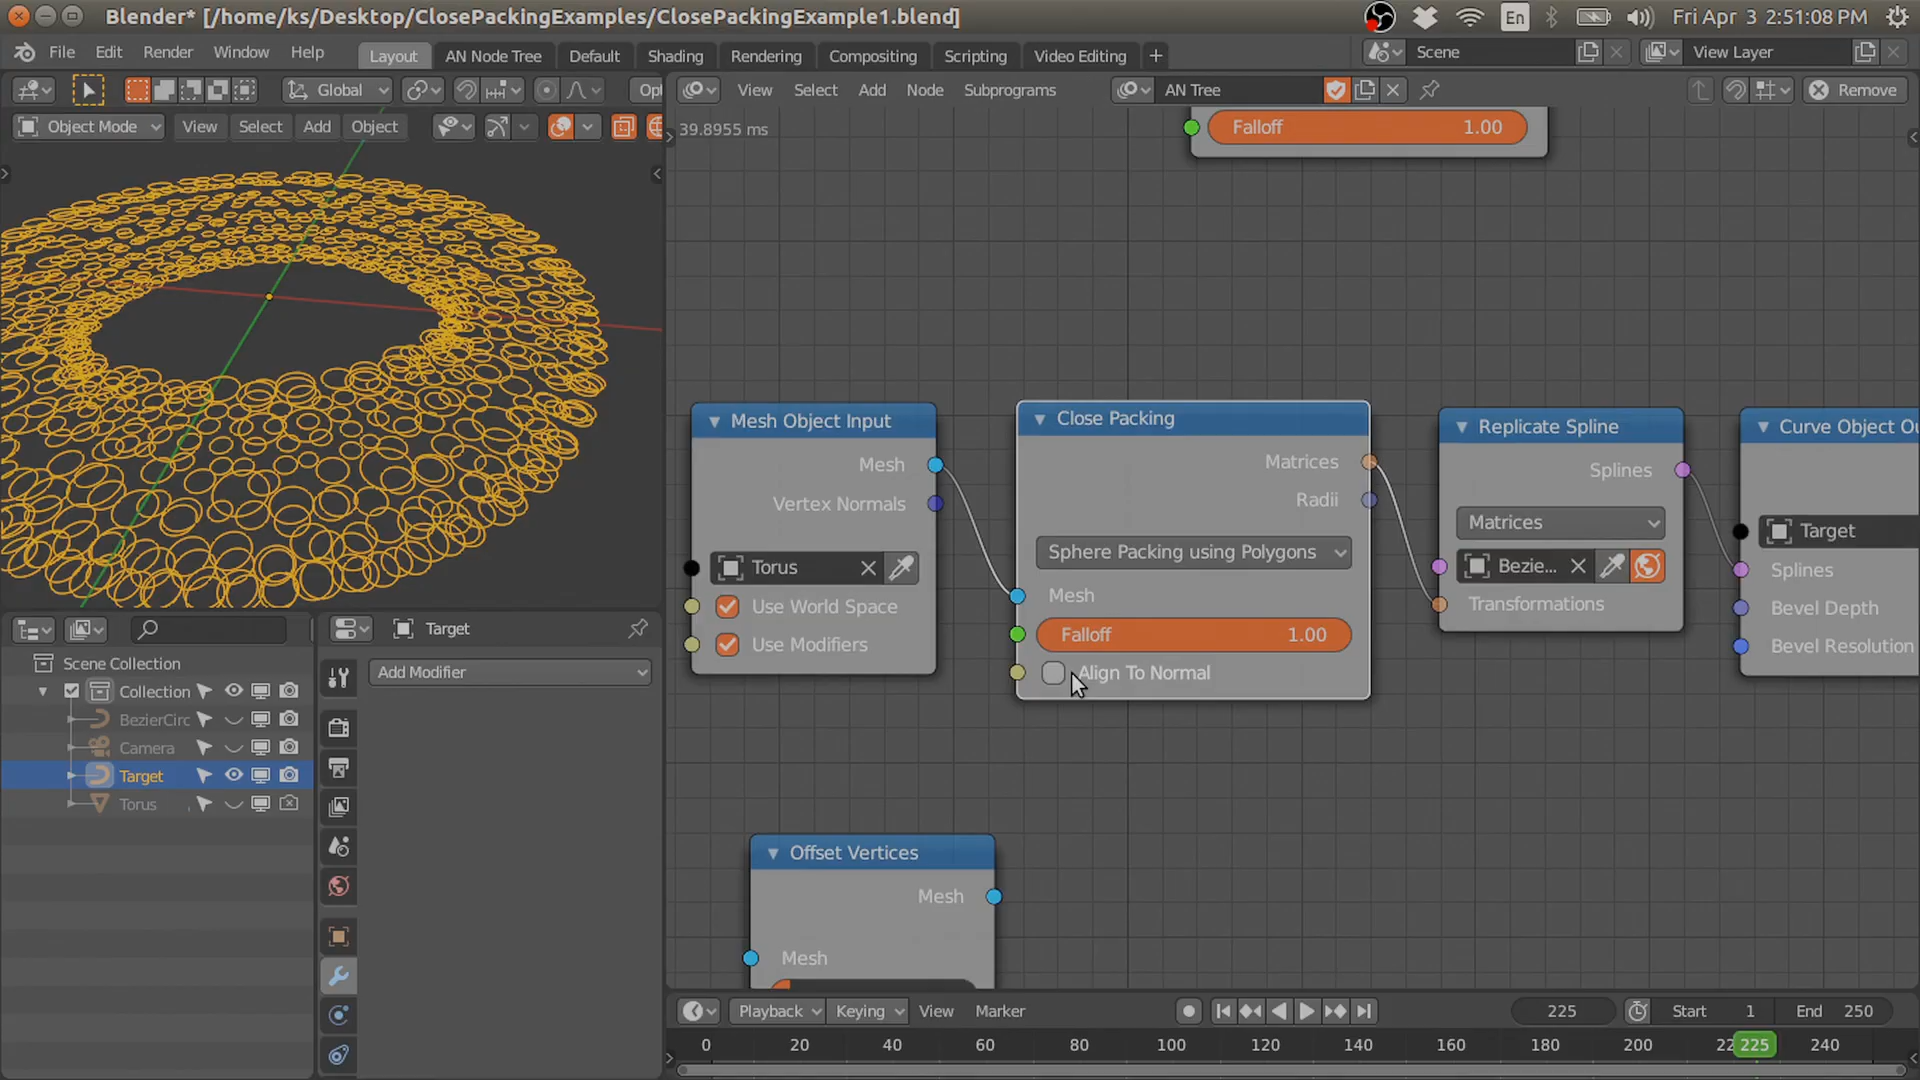 Blender* [/home/ks/Desktop/ClosePackingExamples/ClosePackingExample1.blend]
En
Fri Apr 3 2:51:08 PM
File Edit Render Window Help
Layout AN Node Tree Default Shading Rendering Compositing Scripting Video Editing +
Scene
View Layer
Global
Opt
View Select Add Node Subprograms
AN Tree
Remove
Object Mode
View Select Add Object
39.8955 ms
Falloff 1.00
Mesh Object Input
Mesh
Vertex Normals
Torus
Use World Space
Use Modifiers
Close Packing
Matrices
Radii
Sphere Packing using Polygons
Mesh
Falloff 1.00
Align To Normal
Replicate Spline
Splines
Matrices
Bezie...
Transformations
Curve Object Ou
Target
Splines
Bevel Depth
Bevel Resolution
Offset Vertices
Mesh
Mesh
Scene Collection
Collection
BezierCirc
Camera
Target
Torus
Target
Add Modifier
Playback Keying View Marker
225
Start 1
End 250
0 20 40 60 80 100 120 140 160 180 200 22 225 240